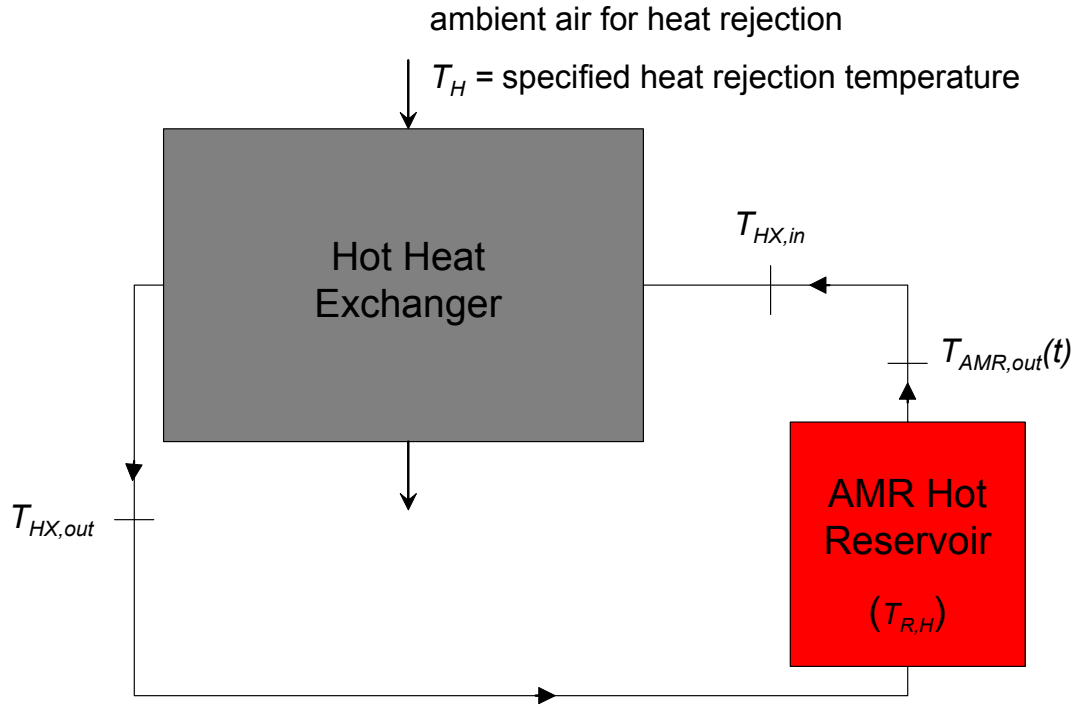 ambient air for heat rejection
T_H = specified heat rejection temperature
Hot Heat
Exchanger
T_HX,in
T_AMR,out(t)
T_HX,out
AMR Hot
Reservoir
(T_R,H)